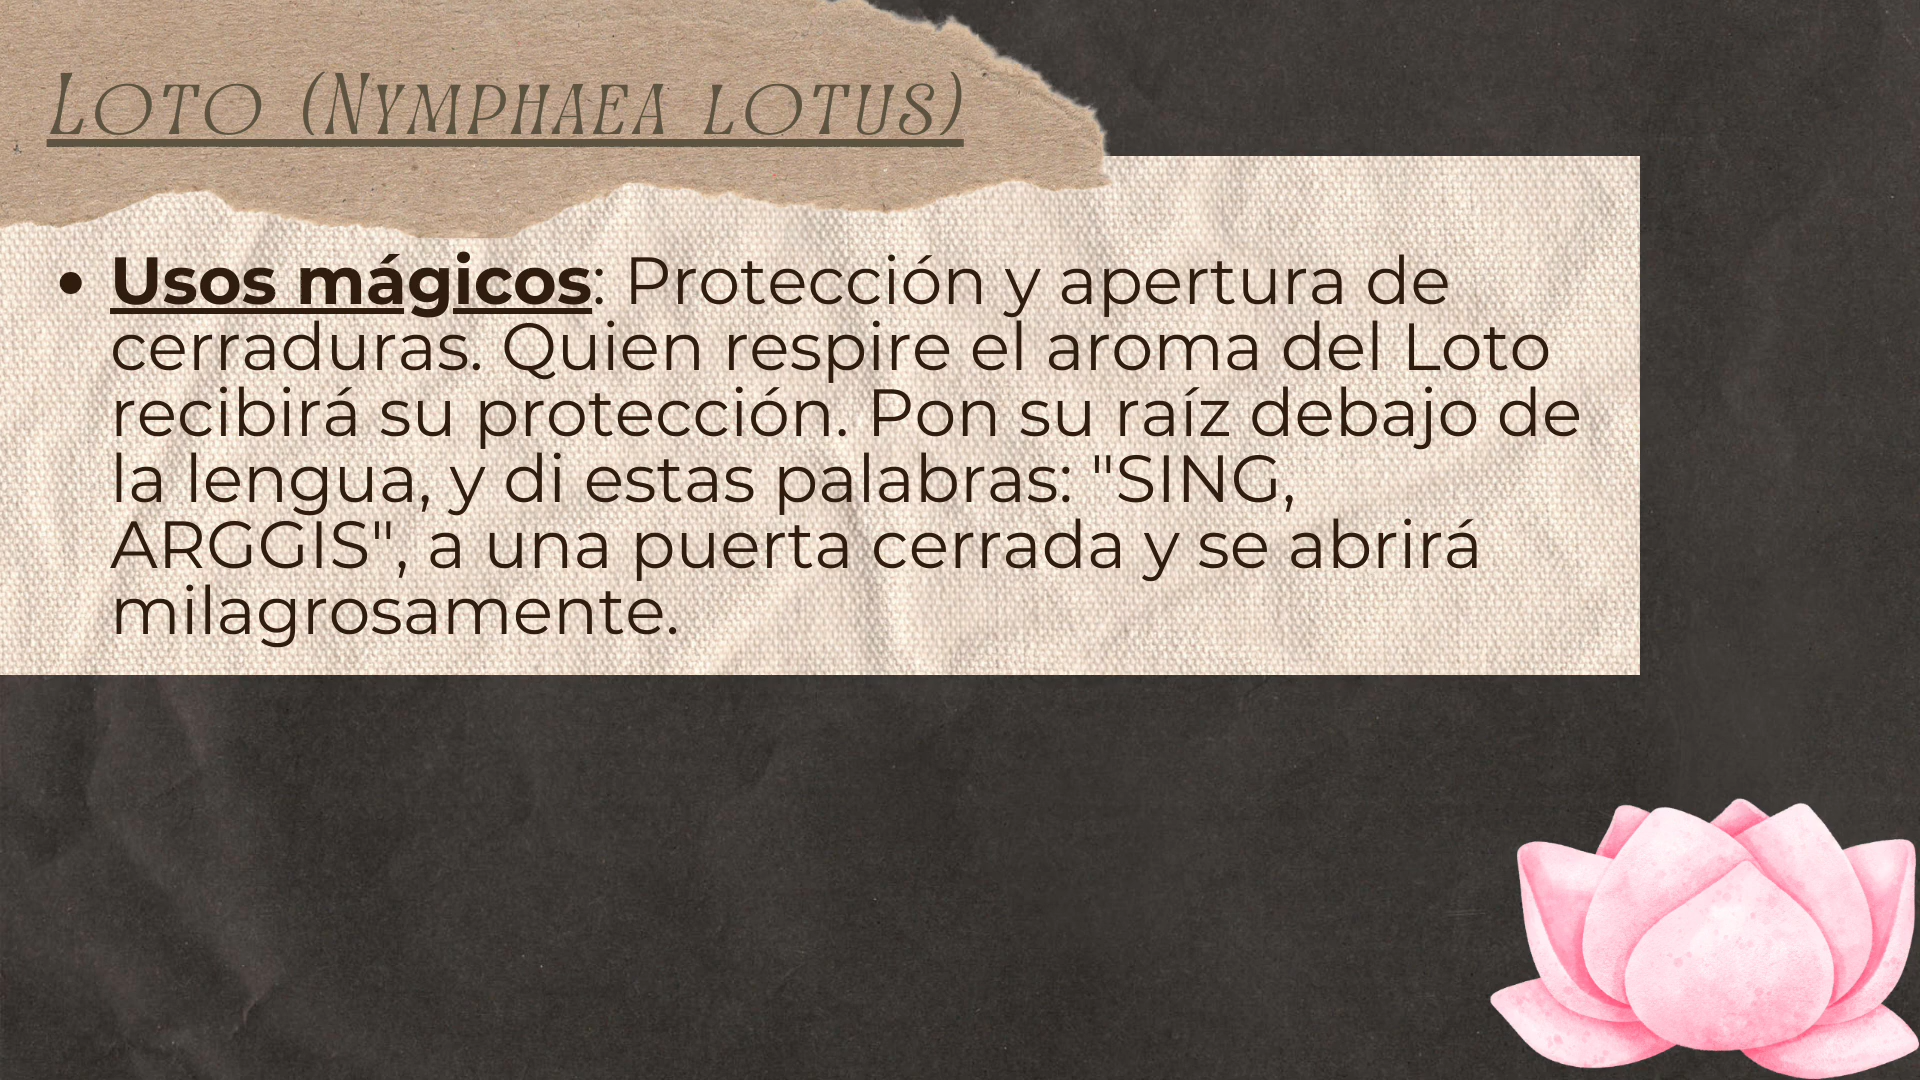 Loto (Nymphaea lotus)
• Usos mágicos: Protección y apertura de
cerraduras. Quien respire el aroma del Loto
recibirá su protección. Pon su raíz debajo de
la lengua, y di estas palabras: "SING,
ARGGIS", a una puerta cerrada y se abrirá
milagrosamente.